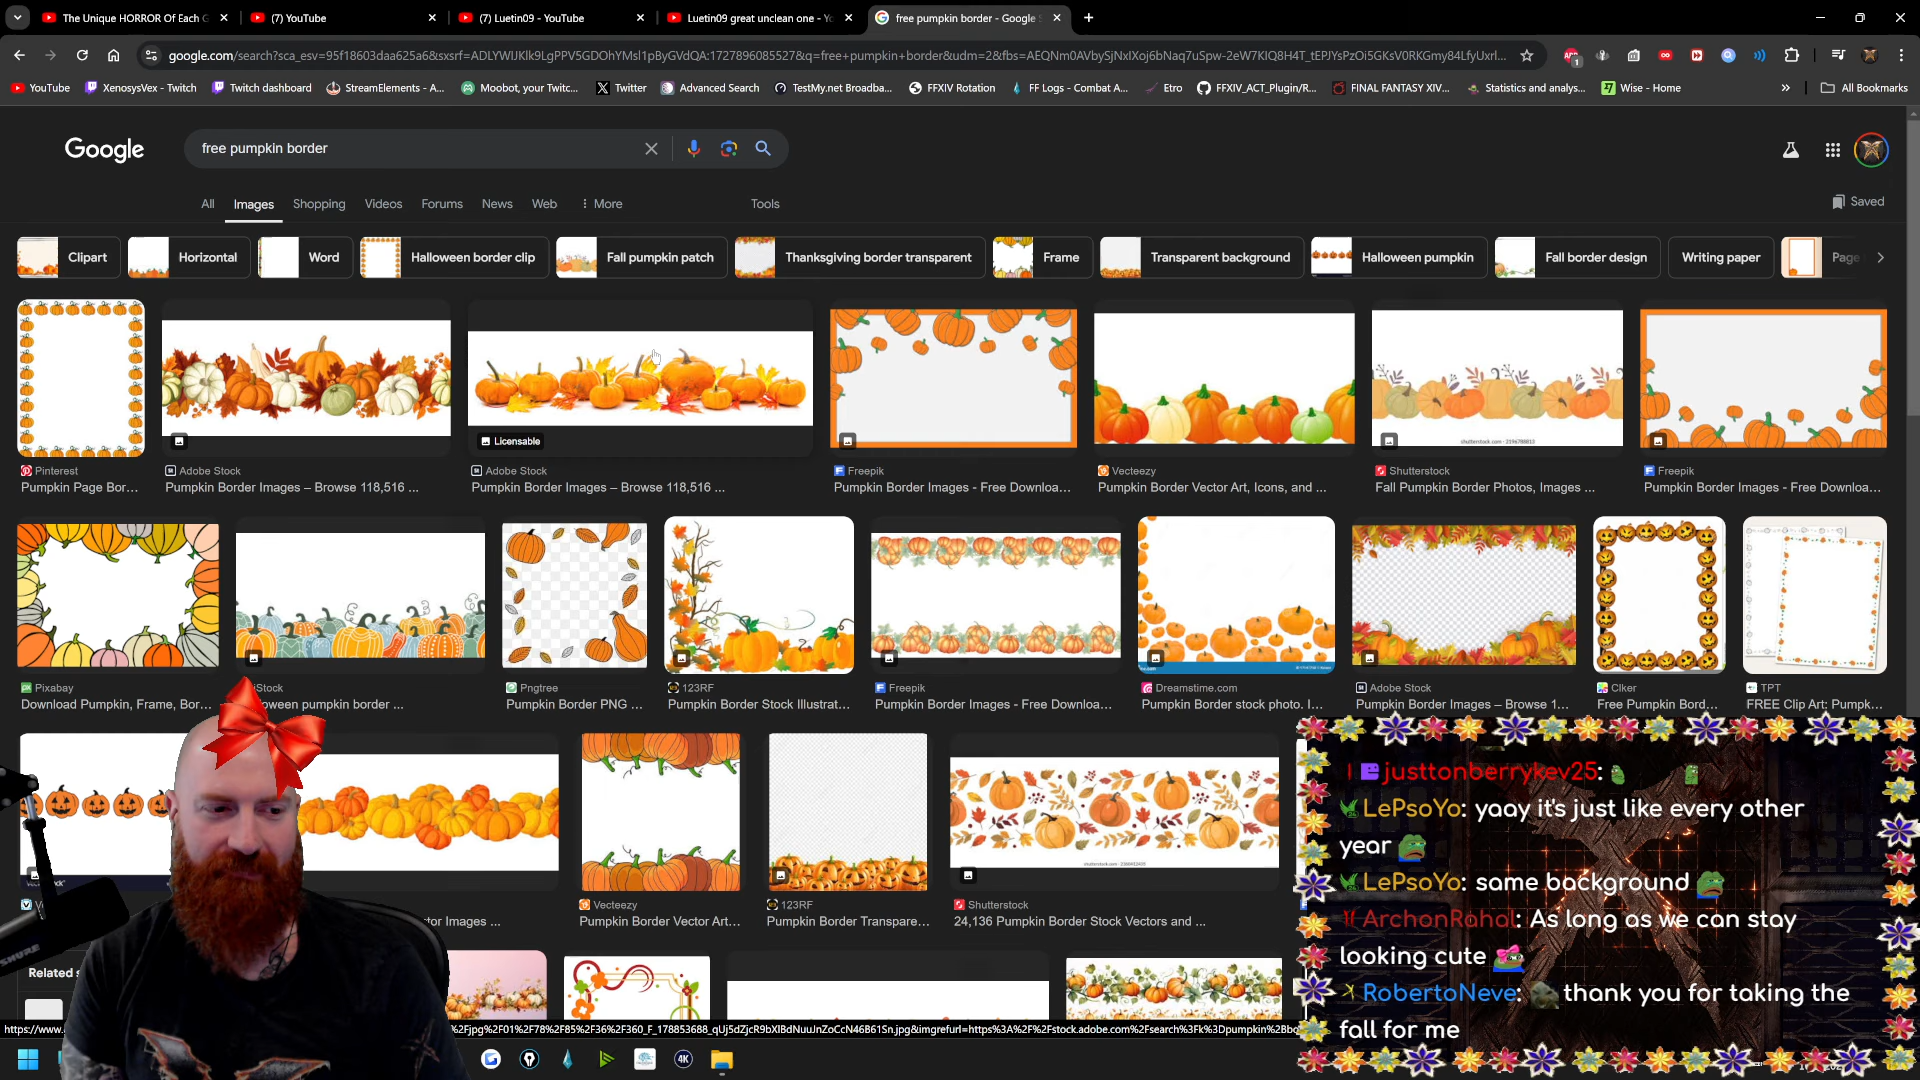 The Unique HORROR Of Each G
(7) YouTube
(7) Luetin09 - YouTube
Luetin09 great unclean one - Yo
free pumpkin border - Google S
google.com/search?sca_esv=95f18603daa625a6&sxsrf=ADLYWIJKlk9LgPPV5GDOhYMsl1pByGVdQA:1727896085527&q=free+pumpkin+border&udm=2&fbs=
1
YouTube
XenosysVex - Twitch
Twitch dashboard
StreamElements - A...
Moobot, your Twitc...
Twitter
Advanced Search
TestMy.net Broadba...
FFXIV Rotation
FF Logs - Combat A...
Etro
FFXIV_ACT_Plugin/R...
FINAL FANTASY XIV...
Statistics and analys...
Wise - Home
All Bookmarks
Google
free pumpkin border
All
Images
Shopping
Videos
Forums
News
Web
More
Tools
Saved
Clipart
Horizontal
Word
Halloween border clip
Fall pumpkin patch
Thanksgiving border transparent
Frame
Transparent background
Halloween pumpkin
Fall border design
Writing paper
Page
Licensable
shutterstock.com · 2196788813
Pinterest
Pumpkin Page Bor...
Adobe Stock
Pumpkin Border Images – Browse 118,516 ...
Adobe Stock
Pumpkin Border Images – Browse 118,516 ...
Freepik
Pumpkin Border Images - Free Downloa...
Vecteezy
Pumpkin Border Vector Art, Icons, and ...
Shutterstock
Fall Pumpkin Border Photos, Images ...
Freepik
Pumpkin Border Images - Free Downloa...
Pixabay
Download Pumpkin, Frame, Bor...
iStock
oween pumpkin border ...
Pngtree
Pumpkin Border PNG ...
123RF
Pumpkin Border Stock Illustrat...
Freepik
Pumpkin Border Images - Free Downloa...
Dreamstime.com
Pumpkin Border stock photo. I...
Adobe Stock
Pumpkin Border Images – Browse 1...
Clker
Free Pumpkin Bord...
TPT
FREE Clip Art: Pumpk...
V
tor Images ...
Vecteezy
Pumpkin Border Vector Art...
123RF
Pumpkin Border Transpare...
Shutterstock
24,136 Pumpkin Border Stock Vectors and ...
Related s
justtonberrykev25:
LePsoYo: yaay it's just like every other
year
LePsoYo: same background
ArchonRahal: As long as we can stay
looking cute
RobertoNeve: thank you for taking the
fall for me
https://www.
SHURE
4K